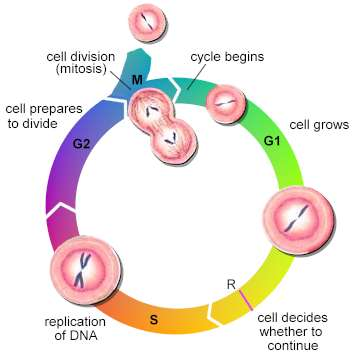 cell division
(mitosis)
cycle begins
M
cell prepares
to divide
G2
G1
cell grows
R
S
replication
of DNA
cell decides
whether to
continue